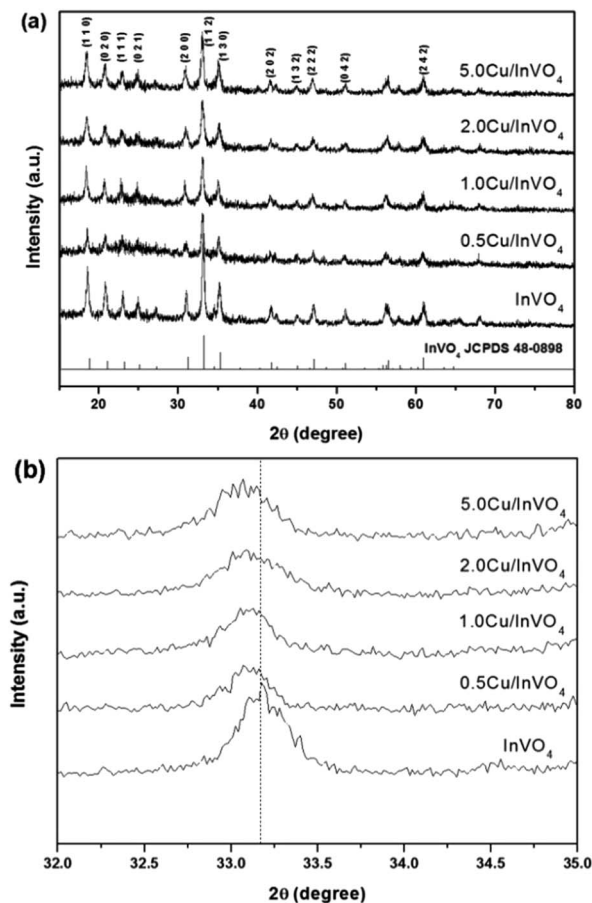 (a)
(1 1 0)
(0 2 0)
(1 1 1)
(0 2 1)
(2 0 0)
(1 1 2)
(1 3 0)
(2 0 2)
(1 3 2)
(2 2 2)
(0 4 2)
(2 4 2)
5.0Cu/InVO₄
2.0Cu/InVO₄
1.0Cu/InVO₄
0.5Cu/InVO₄
InVO₄
InVO₄ JCPDS 48-0898
Intensity (a.u.)
20 30 40 50 60 70 80
2θ (degree)
(b)
5.0Cu/InVO₄
2.0Cu/InVO₄
1.0Cu/InVO₄
0.5Cu/InVO₄
InVO₄
Intensity (a.u.)
32.0 32.5 33.0 33.5 34.0 34.5 35.0
2θ (degree)